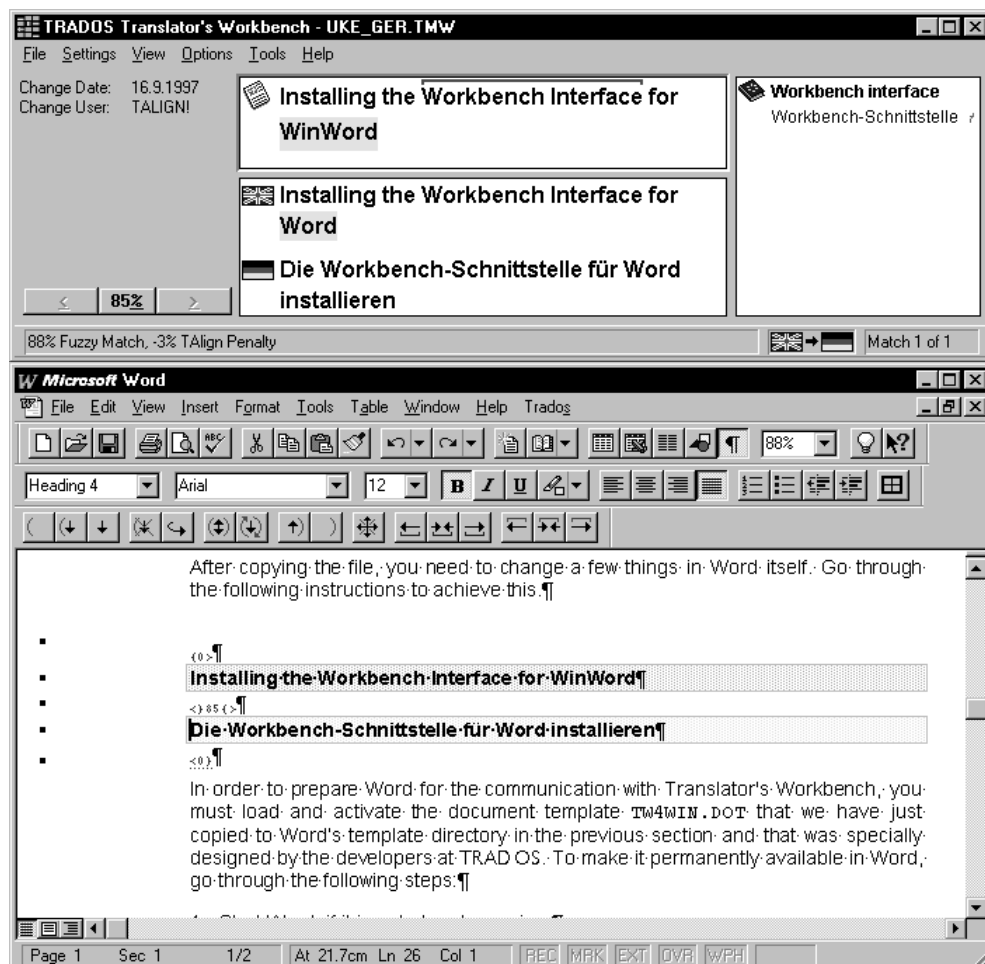 TRADOS Translator's Workbench - UKE_GER.TMW
File Settings View Options Tools Help
Change Date: 16.9.1997
Change User: TALIGN!
Installing the Workbench Interface for
WinWord
Workbench interface
Workbench-Schnittstelle
Installing the Workbench Interface for
Word
Die Workbench-Schnittstelle für Word
installieren
< 85% >
88% Fuzzy Match, -3% TAlign Penalty
Match 1 of 1
Microsoft Word
File Edit View Insert Format Tools Table Window Help Trados
ABC 88%
Heading 4 Arial 12 B I U
After copying the file, you need to change a few things in Word itself. Go through
the following instructions to achieve this.¶
{0>¶
Installing the Workbench Interface for WinWord¶
<}85{>¶
Die Workbench-Schnittstelle für Word installieren¶
<0}¶
In order to prepare Word for the communication with Translator's Workbench, you
must load and activate the document template TW4WIN.DOT that we have just
copied to Word's template directory in the previous section and that was specially
designed by the developers at TRAD OS. To make it permanently available in Word,
go through the following steps:¶
Page 1 Sec 1 1/2 At 21.7cm Ln 26 Col 1 REC MRK EXT OVR WPH